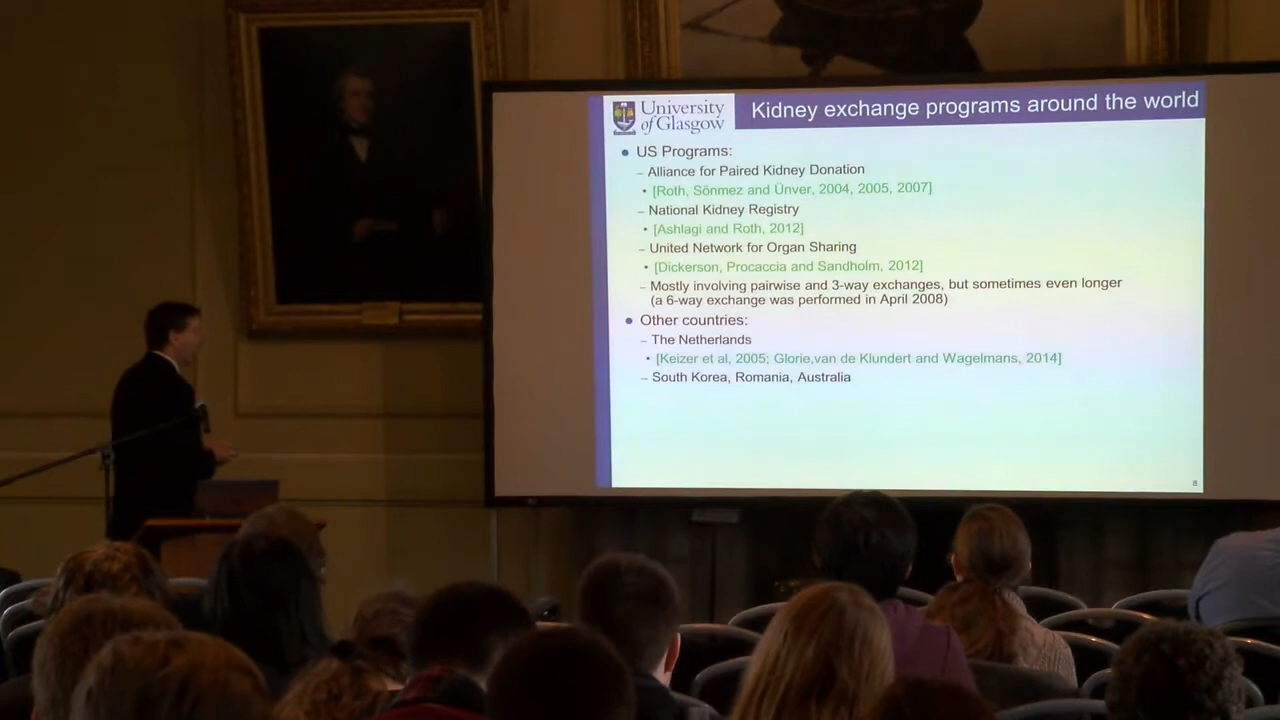 University
of Glasgow
Kidney exchange programs around the world
• US Programs:
– Alliance for Paired Kidney Donation
• [Roth, Sönmez and Ünver, 2004, 2005, 2007]
– National Kidney Registry
• [Ashlagi and Roth, 2012]
– United Network for Organ Sharing
• [Dickerson, Procaccia and Sandholm, 2012]
– Mostly involving pairwise and 3-way exchanges, but sometimes even longer
(a 6-way exchange was performed in April 2008)
• Other countries:
– The Netherlands
• [Keizer et al, 2005; Glorie,van de Klundert and Wagelmans, 2014]
– South Korea, Romania, Australia
8